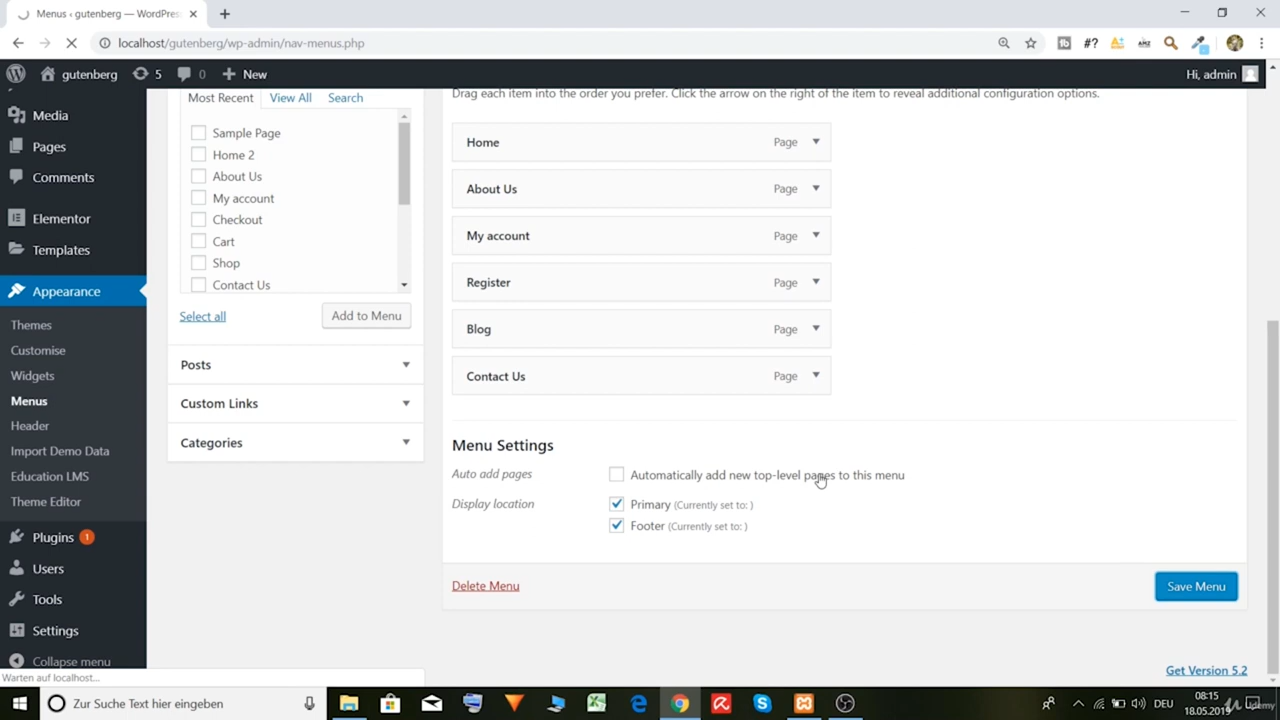 Menus ‹ gutenberg — WordPres
localhost/gutenberg/wp-admin/nav-menus.php
#?
gutenberg 5 0 New Hi, admin
Media
Pages
Comments
Elementor
Templates
Appearance
Themes
Customise
Widgets
Menus
Header
Import Demo Data
Education LMS
Theme Editor
Plugins 1
Users
Tools
Settings
Collapse menu
Most Recent View All Search
Sample Page
Home 2
About Us
My account
Checkout
Cart
Shop
Contact Us
Select all Add to Menu
Posts
Custom Links
Categories
Drag each item into the order you prefer. Click the arrow on the right of the item to reveal additional configuration options.
Home Page
About Us Page
My account Page
Register Page
Blog Page
Contact Us Page
Menu Settings
Auto add pages Automatically add new top-level pages to this menu
Display location Primary (Currently set to: )
Footer (Currently set to: )
Delete Menu Save Menu
Get Version 5.2
Warten auf localhost...
Zur Suche Text hier eingeben
DEU
08:15
18.05.2019
Udemy